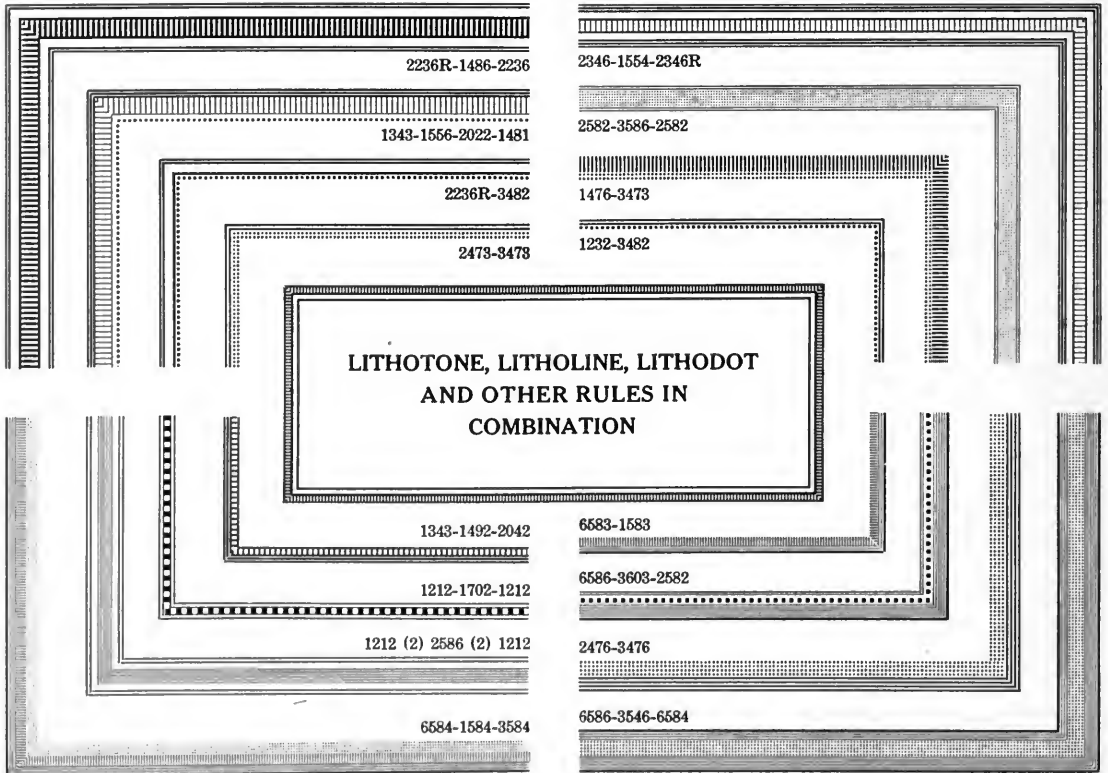 2236R-1486-2236
2346-1554-2346R
1343-1556-2022-1481
2582-3586-2582
2236R-3482
1476-3473
2473-3473
1232-3482
LITHOTONE, LITHOLINE, LITHODOT
AND OTHER RULES IN
COMBINATION
1343-1492-2042
6583-1583
1212-1702-1212
6586-3603-2582
1212 (2) 2586 (2) 1212
2476-3476
6584-1584-3584
6586-3546-6584